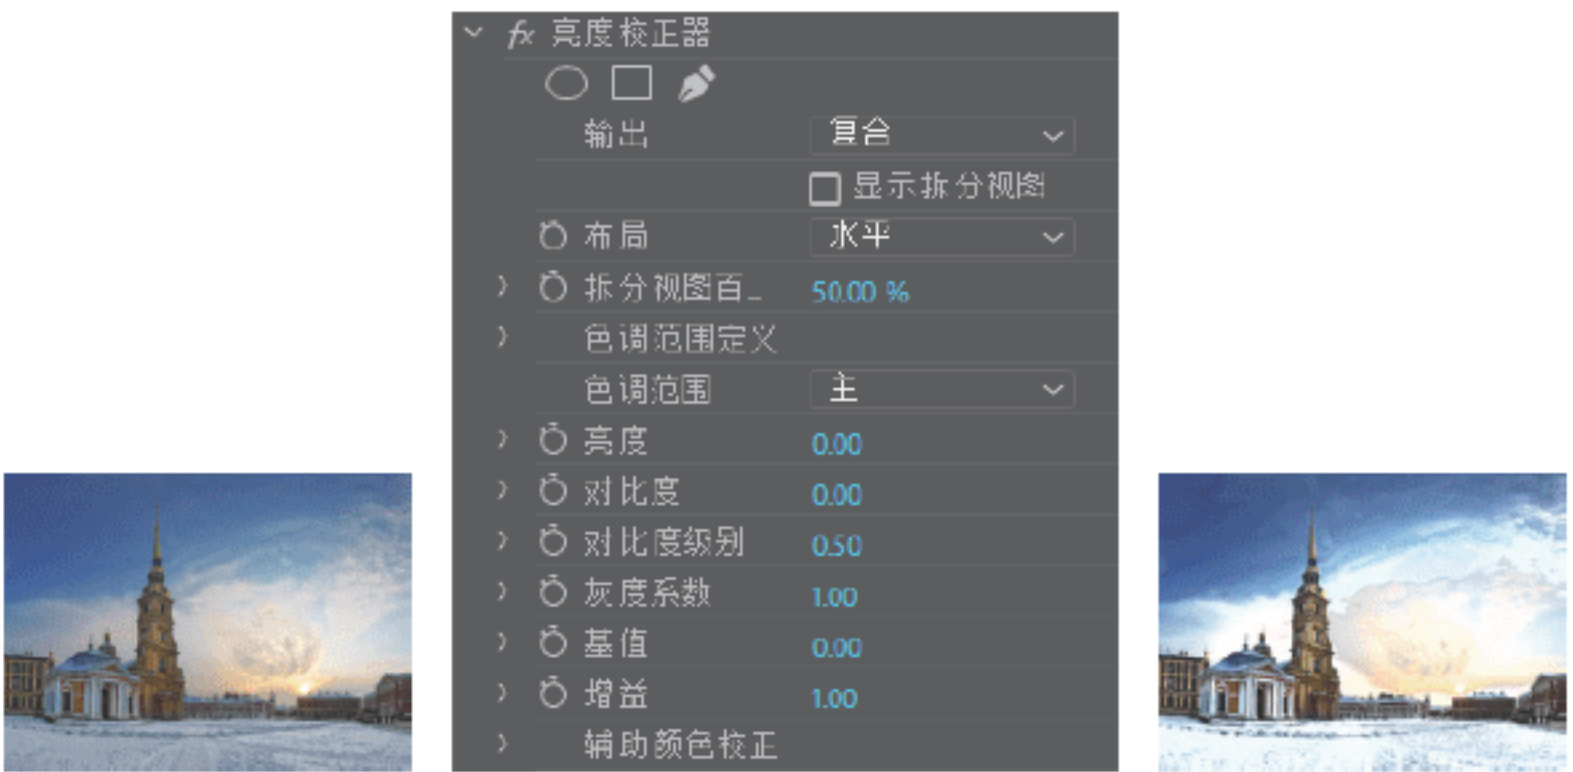 fx 亮度校正器
输出 复合
显示拆分视图
布局 水平
拆分视图百... 50.00 %
色调范围定义
色调范围 主
亮度 0.00
对比度 0.00
对比度级别 0.50
灰度系数 1.00
基值 0.00
增益 1.00
辅助颜色校正